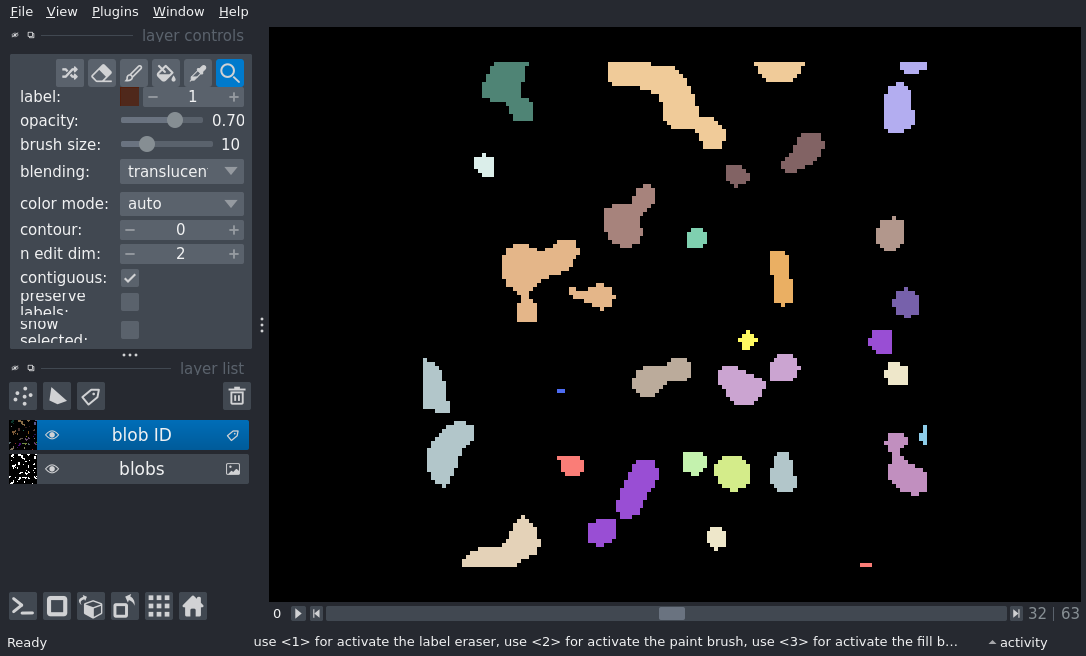 File View Plugins Window Help
layer controls
label: 1
opacity: 0.70
brush size: 10
blending: translucen
color mode: auto
contour: 0
n edit dim: 2
contiguous:
preserve
labels:
show
selected:
layer list
blob ID
blobs
0 32 63
Ready use <1> for activate the label eraser, use <2> for activate the paint brush, use <3> for activate the fill b... activity